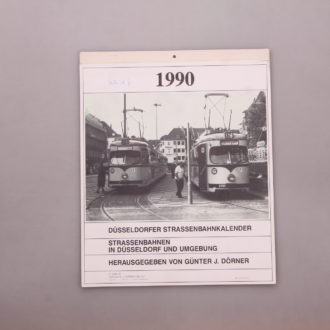 1990
DÜSSELDORFER STRASSENBAHNKALENDER
STRASSENBAHNEN
IN DÜSSELDORF UND UMGEBUNG
HERAUSGEGEBEN VON GÜNTER J. DÖRNER